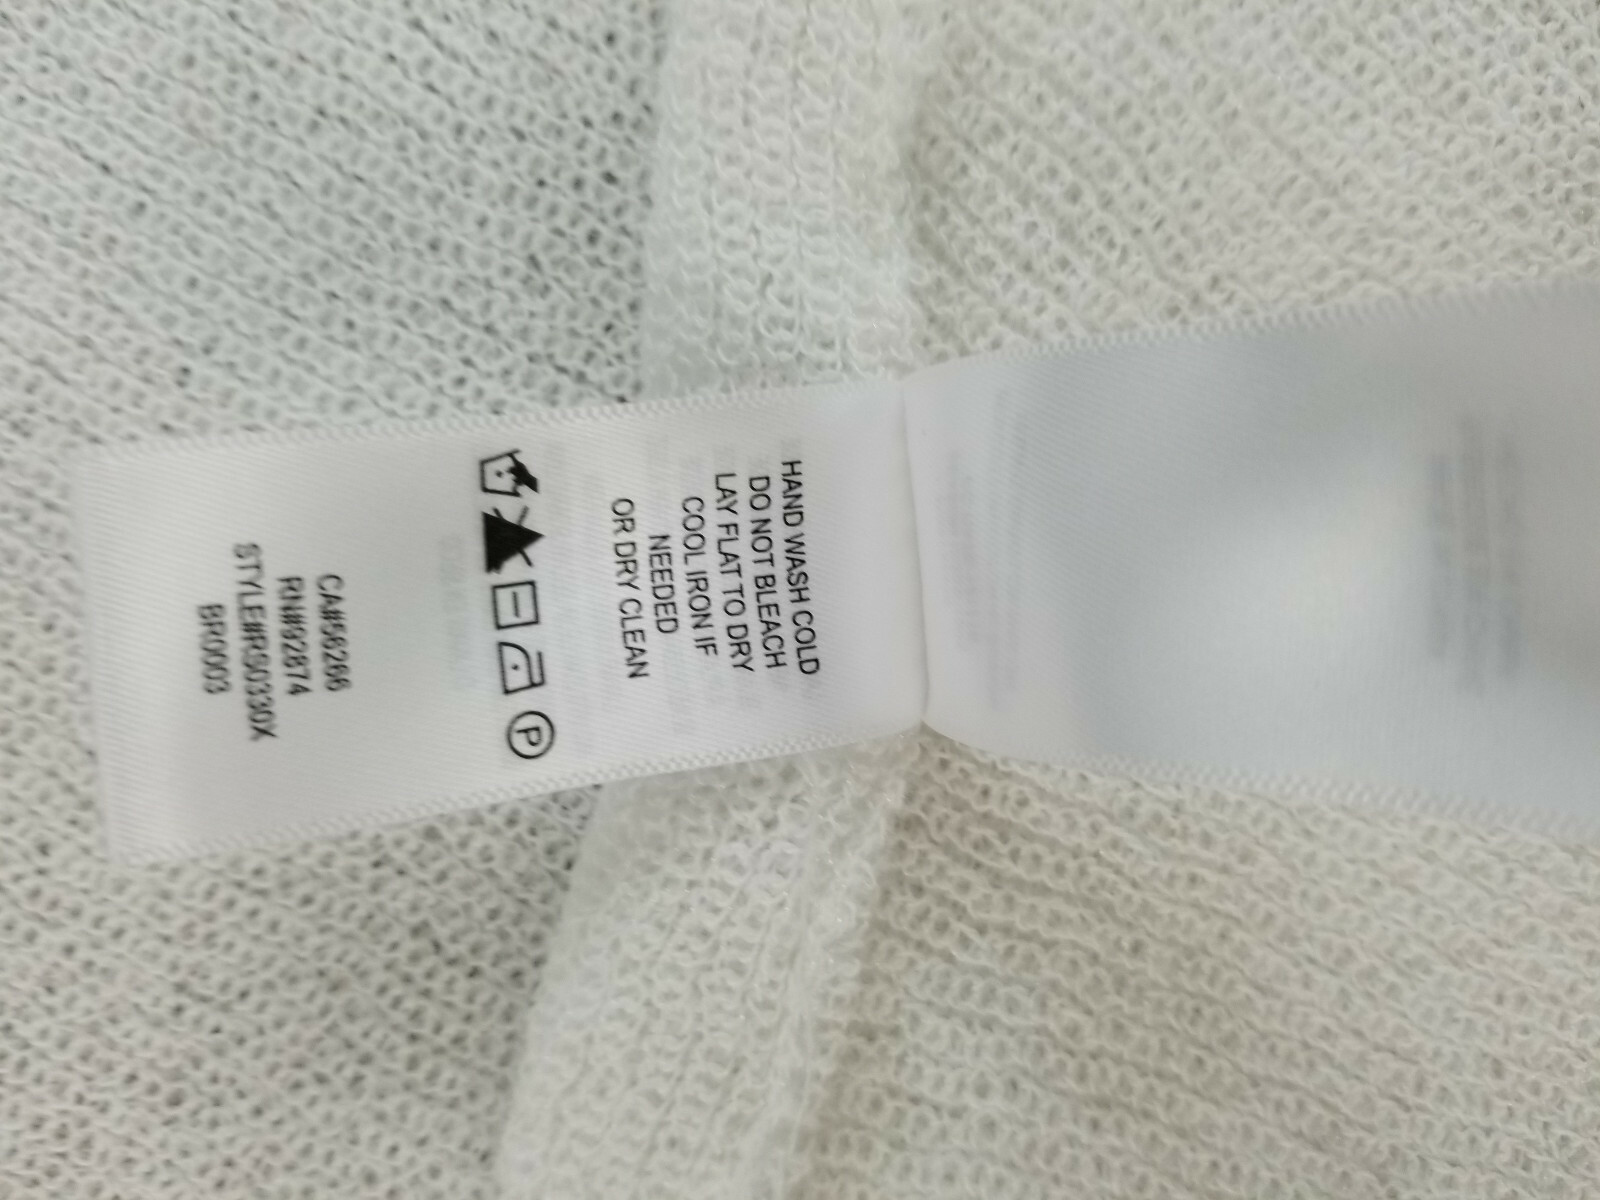 HAND WASH COLD
DO NOT BLEACH
LAY FLAT TO DRY
COOL IRON IF
NEEDED
OR DRY CLEAN
P
CA#56266
RN#92874
STYLE#RS0330X
BR0003